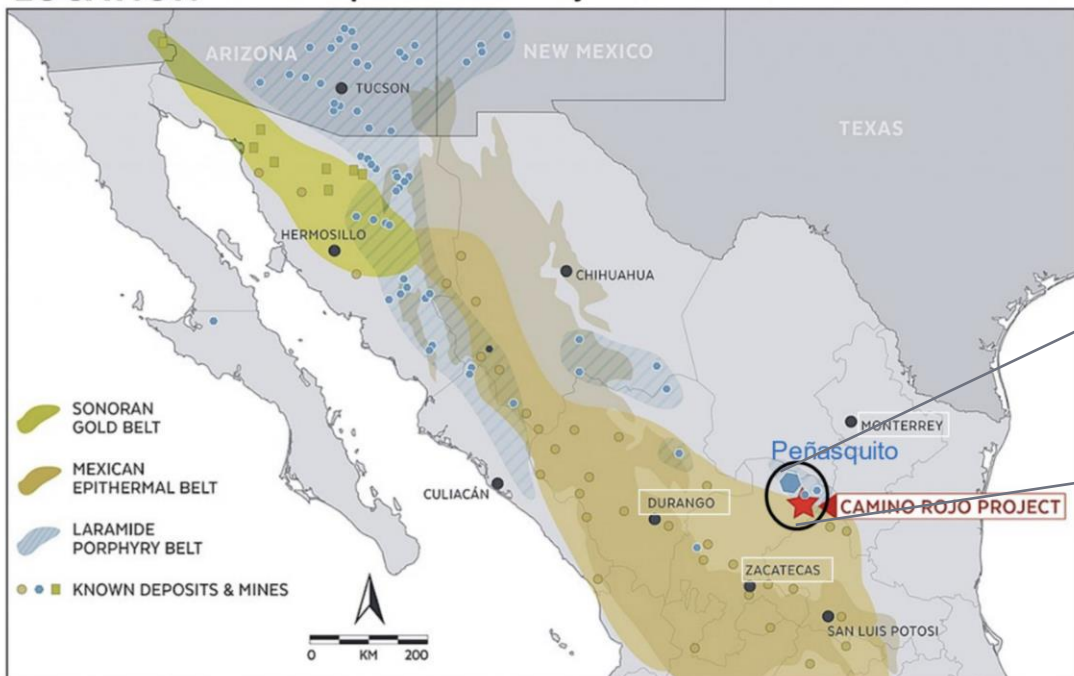 ARIZONA
NEW MEXICO
TUCSON
TEXAS
HERMOSILLO
CHIHUAHUA
MONTERREY
Peñasquito
CAMINO ROJO PROJECT
CULIACÁN
DURANGO
ZACATECAS
SAN LUIS POTOSI
SONORAN
GOLD BELT
MEXICAN
EPITHERMAL BELT
LARAMIDE
PORPHYRY BELT
KNOWN DEPOSITS & MINES
0 KM 200